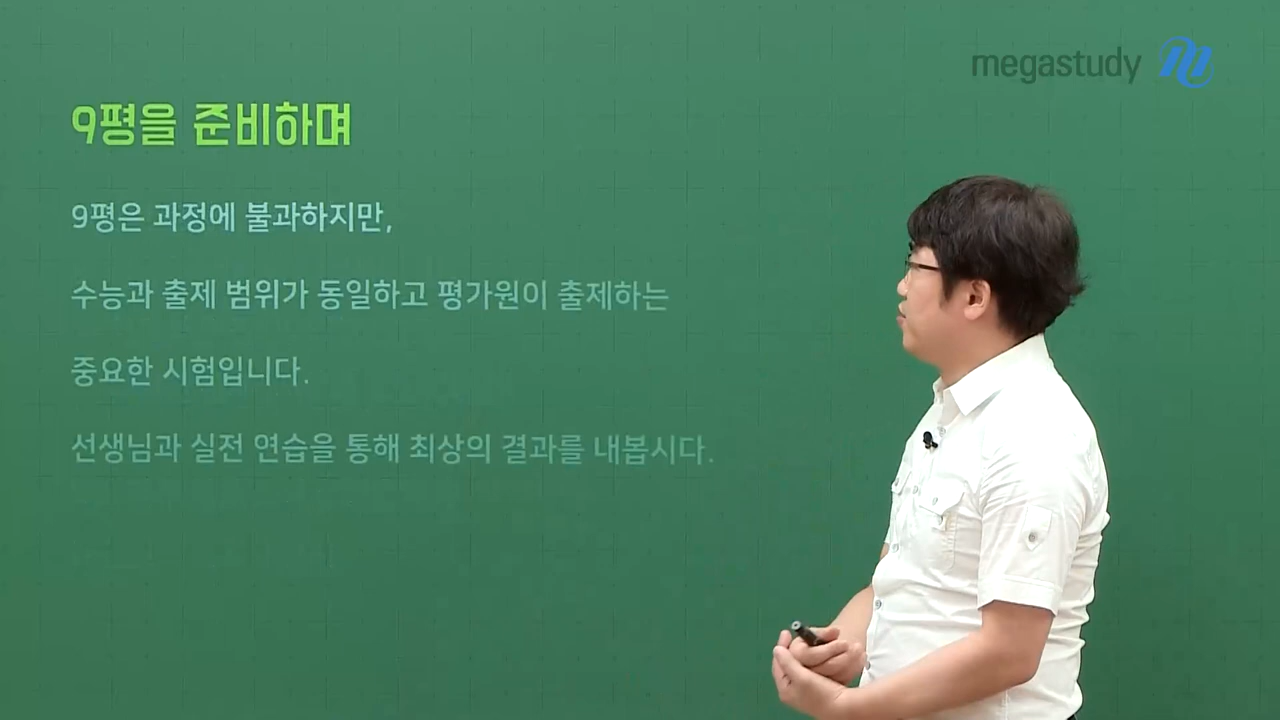 megastudy
9평을 준비하며
9평은 과정에 불과하지만,
수능과 출제 범위가 동일하고 평가원이 출제하는
중요한 시험입니다.
선생님과 실전 연습을 통해 최상의 결과를 내봅시다.